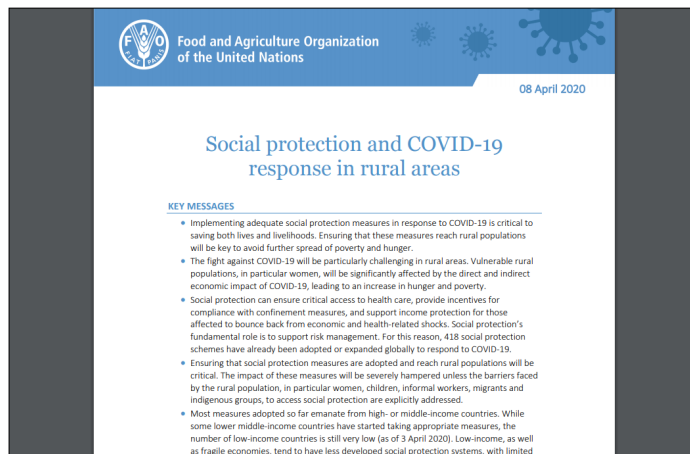 Food and Agriculture Organization
of the United Nations
FAO
FIAT PANIS
08 April 2020
Social protection and COVID-19
response in rural areas
KEY MESSAGES
• Implementing adequate social protection measures in response to COVID-19 is critical to
saving both lives and livelihoods. Ensuring that these measures reach rural populations
will be key to avoid further spread of poverty and hunger.
• The fight against COVID-19 will be particularly challenging in rural areas. Vulnerable rural
populations, in particular women, will be significantly affected by the direct and indirect
economic impact of COVID-19, leading to an increase in hunger and poverty.
• Social protection can ensure critical access to health care, provide incentives for
compliance with confinement measures, and support income protection for those
affected to bounce back from economic and health-related shocks. Social protection's
fundamental role is to support risk management. For this reason, 418 social protection
schemes have already been adopted or expanded globally to respond to COVID-19.
• Ensuring that social protection measures are adopted and reach rural populations will be
critical. The impact of these measures will be severely hampered unless the barriers faced
by the rural population, in particular women, children, informal workers, migrants and
indigenous groups, to access social protection are explicitly addressed.
• Most measures adopted so far emanate from high- or middle-income countries. While
some lower middle-income countries have started taking appropriate measures, the
number of low-income countries is still very low (as of 3 April 2020). Low-income, as well
as fragile economies, tend to have less developed social protection systems, with limited